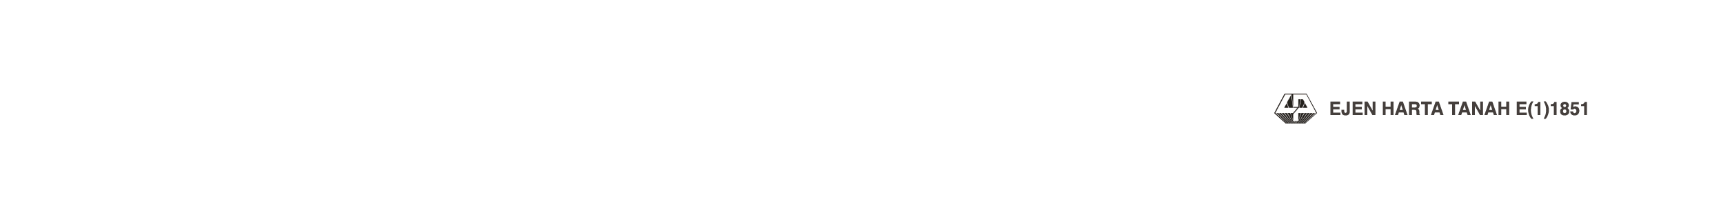 EJEN HARTA TANAH E(1)1851